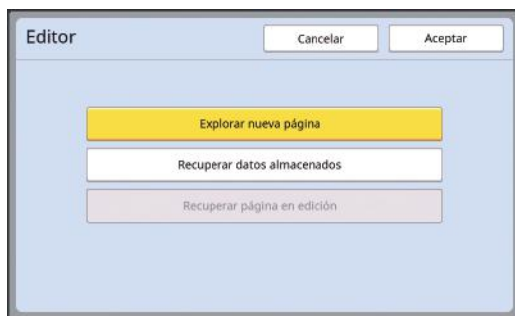 Editor
Cancelar
Aceptar
Explorar nueva página
Recuperar datos almacenados
Recuperar página en edición